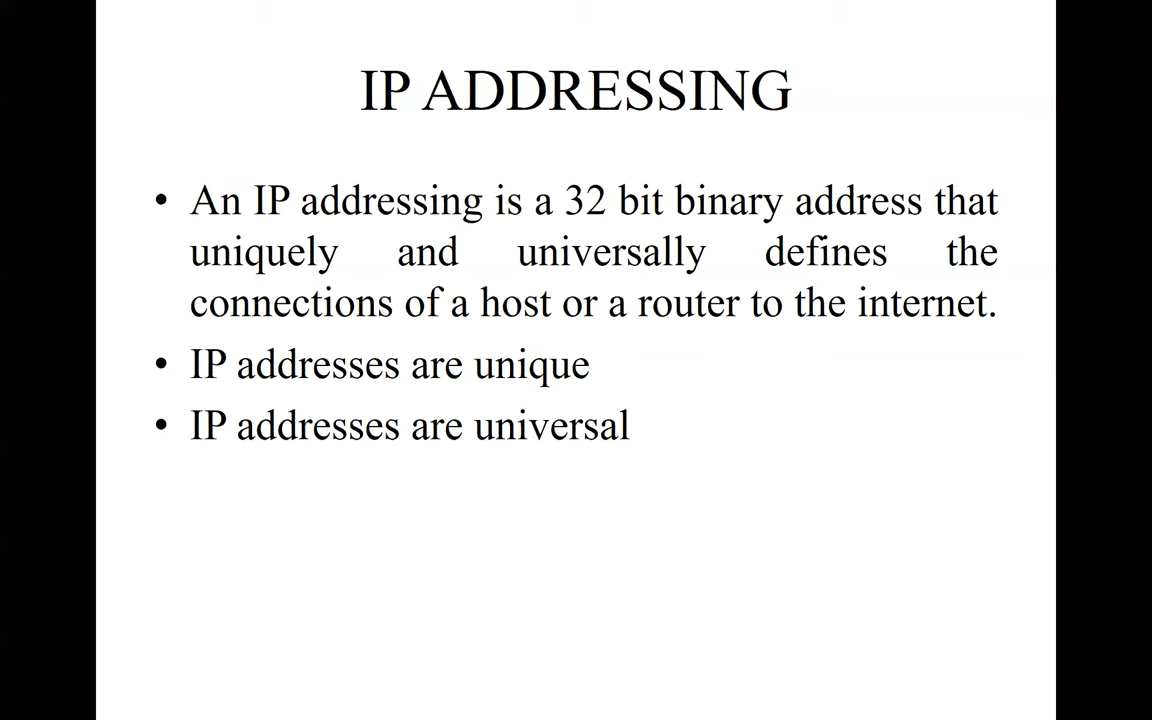 IP ADDRESSING
• An IP addressing is a 32 bit binary address that
uniquely and universally defines the
connections of a host or a router to the internet.
• IP addresses are unique
• IP addresses are universal